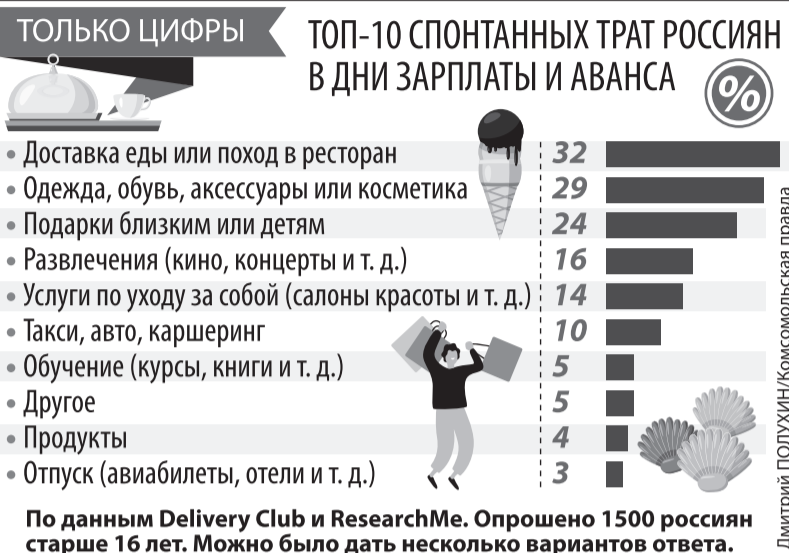 ТОЛЬКО ЦИФРЫ
ТОП-10 СПОНТАННЫХ ТРАТ РОССИЯН
В ДНИ ЗАРПЛАТЫ И АВАНСА
%
• Доставка еды или поход в ресторан 32
• Одежда, обувь, аксессуары или косметика 29
• Подарки близким или детям 24
• Развлечения (кино, концерты и т. д.) 16
• Услуги по уходу за собой (салоны красоты и т. д.) 14
• Такси, авто, каршеринг 10
• Обучение (курсы, книги и т. д.) 5
• Другое 5
• Продукты 4
• Отпуск (авиабилеты, отели и т. д.) 3
По данным Delivery Club и ResearchMe. Опрошено 1500 россиян
старше 16 лет. Можно было дать несколько вариантов ответа.
Дмитрий ПОЛУХИН/Комсомольская правда